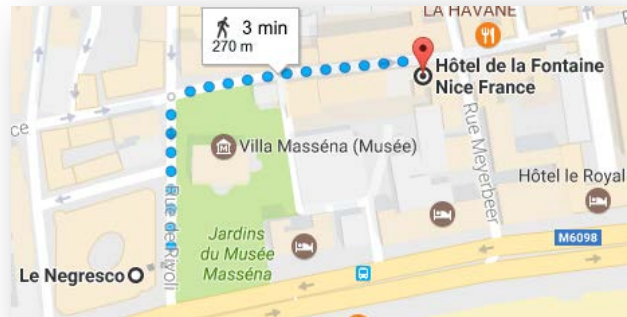 LA HAVANE
3 min
270 m
Hôtel de la Fontaine
Nice France
ce
Villa Masséna (Musée)
Rue Meyerbeer
Hôtel le Royal
Rue de Rivoli
Jardins
du Musée
Masséna
M6098
Le Negresco